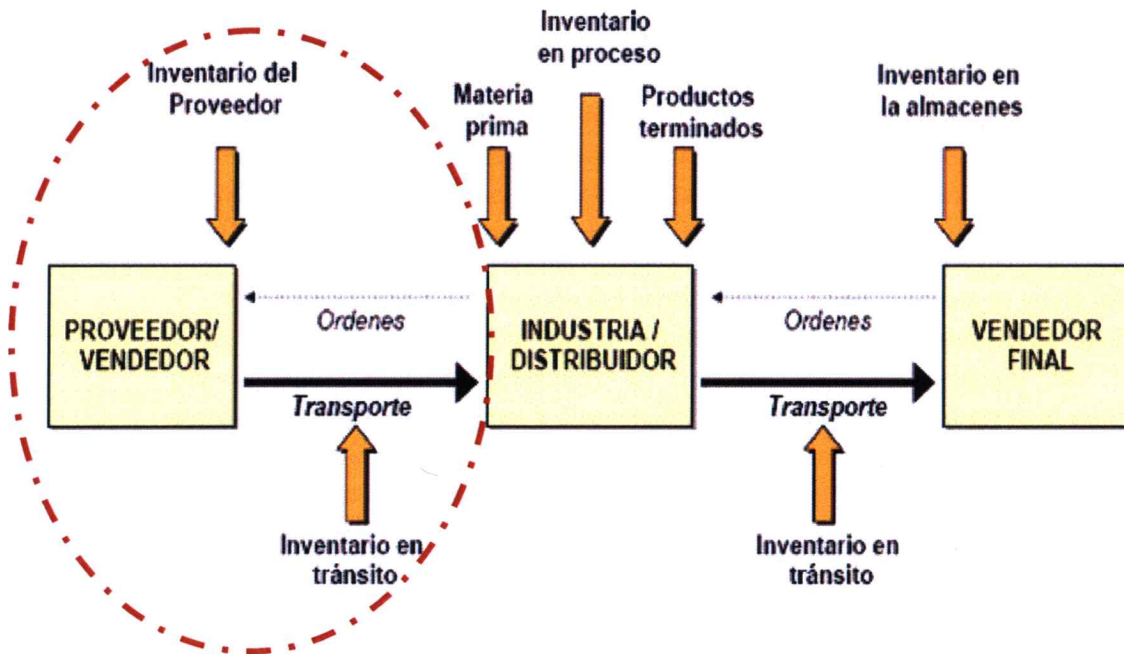 Inventario
en proceso
Inventario del
Proveedor
Materia
prima
Productos
terminados
Inventario en
la almacenes
PROVEEDOR/
VENDEDOR
Ordenes
Transporte
INDUSTRIA /
DISTRIBUIDOR
Ordenes
Transporte
VENDEDOR
FINAL
Inventario en
tránsito
Inventario en
tránsito